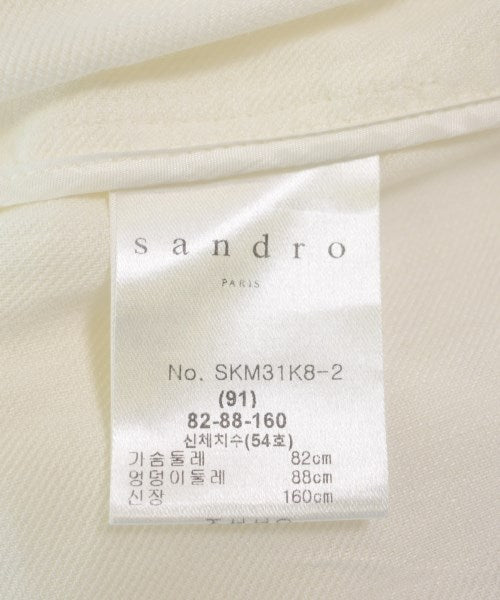 sandro
PARIS
No. SKM31K8-2
(91)
82-88-160
신체치수(54호)
가슴둘레 82cm
엉덩이둘레 88cm
신장 160cm